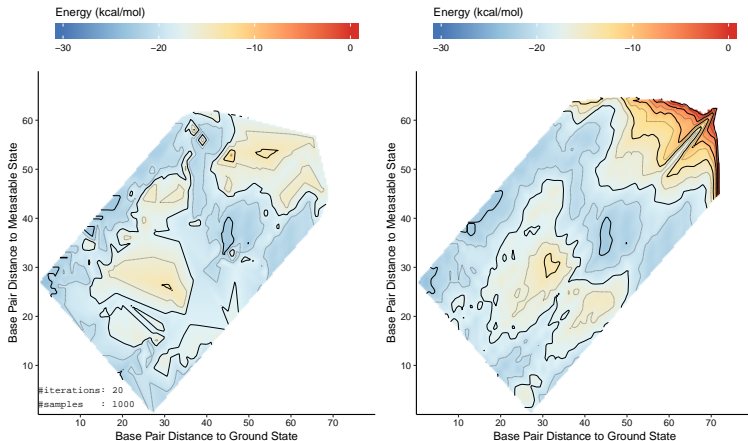 Energy (kcal/mol)
−30 −20 −10 0
Base Pair Distance to Metastable State
60
50
40
30
20
10
#iterations: 20
#samples : 1000
10 20 30 40 50 60 70
Base Pair Distance to Ground State
Energy (kcal/mol)
−30 −20 −10 0
Base Pair Distance to Metastable State
60
50
40
30
20
10
10 20 30 40 50 60 70
Base Pair Distance to Ground State